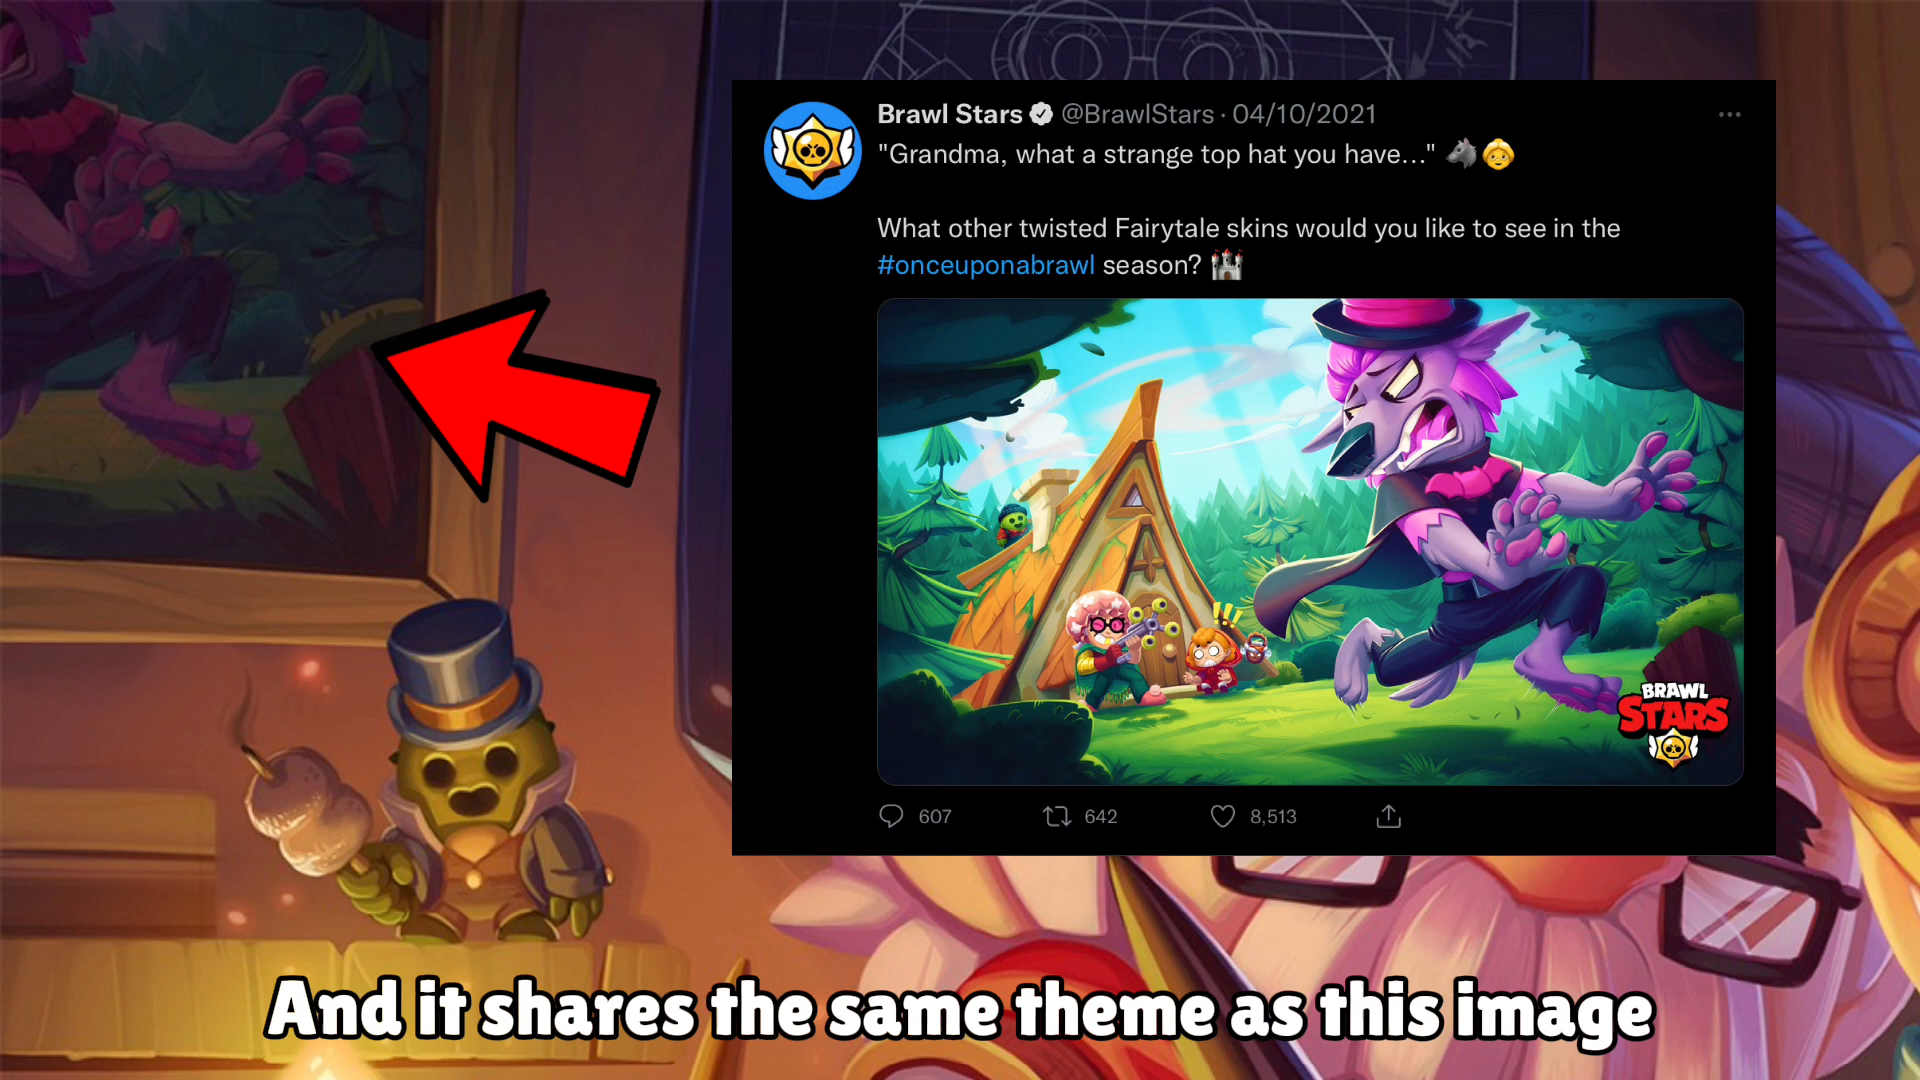 Brawl Stars @BrawlStars · 04/10/2021
"Grandma, what a strange top hat you have..." 🐺👵
What other twisted Fairytale skins would you like to see in the
#onceuponabrawl season? 🏰
BRAWL
STARS
607 642 8,513
And it shares the same theme as this image